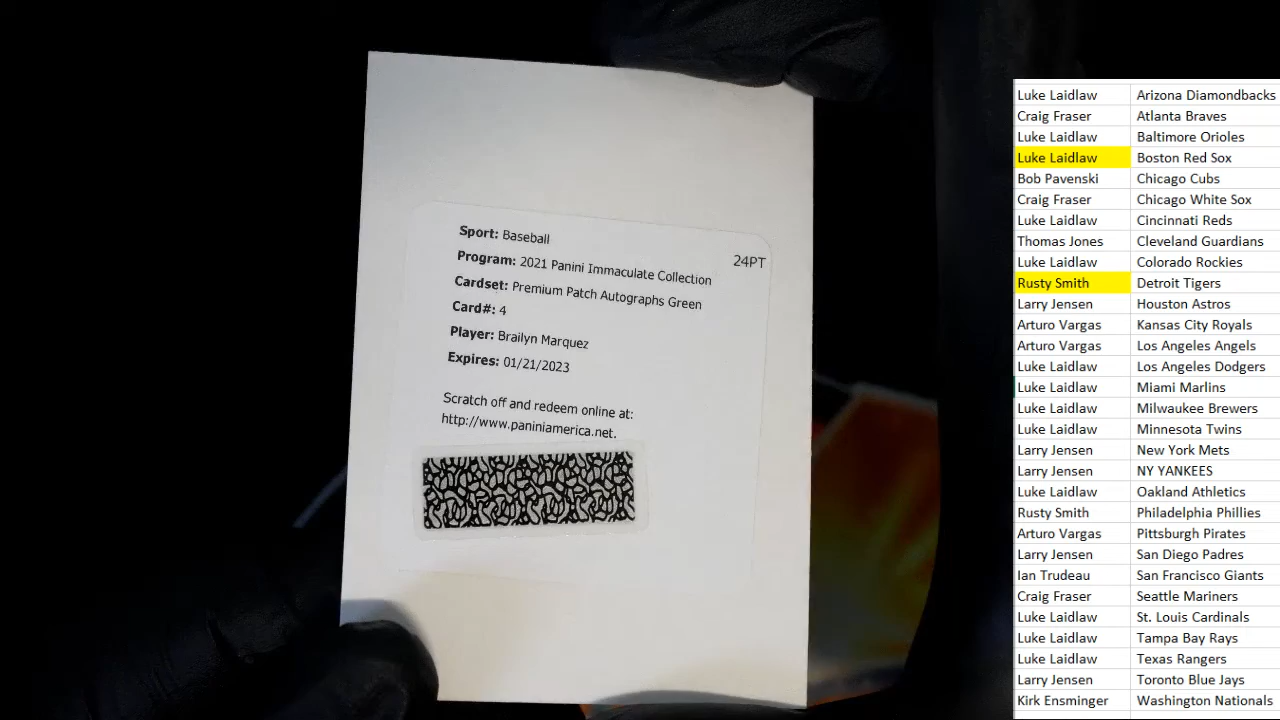 Sport: Baseball
24PT
Program: 2021 Panini Immaculate Collection
Cardset: Premium Patch Autographs Green
Card#: 4
Player: Brailyn Marquez
Expires: 01/21/2023
Scratch off and redeem online at:
http://www.paniniamerica.net.
Luke Laidlaw Arizona Diamondbacks
Craig Fraser Atlanta Braves
Luke Laidlaw Baltimore Orioles
Luke Laidlaw Boston Red Sox
Bob Pavenski Chicago Cubs
Craig Fraser Chicago White Sox
Luke Laidlaw Cincinnati Reds
Thomas Jones Cleveland Guardians
Luke Laidlaw Colorado Rockies
Rusty Smith Detroit Tigers
Larry Jensen Houston Astros
Arturo Vargas Kansas City Royals
Arturo Vargas Los Angeles Angels
Luke Laidlaw Los Angeles Dodgers
Luke Laidlaw Miami Marlins
Luke Laidlaw Milwaukee Brewers
Luke Laidlaw Minnesota Twins
Larry Jensen New York Mets
Larry Jensen NY YANKEES
Luke Laidlaw Oakland Athletics
Rusty Smith Philadelphia Phillies
Arturo Vargas Pittsburgh Pirates
Larry Jensen San Diego Padres
Ian Trudeau San Francisco Giants
Craig Fraser Seattle Mariners
Luke Laidlaw St. Louis Cardinals
Luke Laidlaw Tampa Bay Rays
Luke Laidlaw Texas Rangers
Larry Jensen Toronto Blue Jays
Kirk Ensminger Washington Nationals